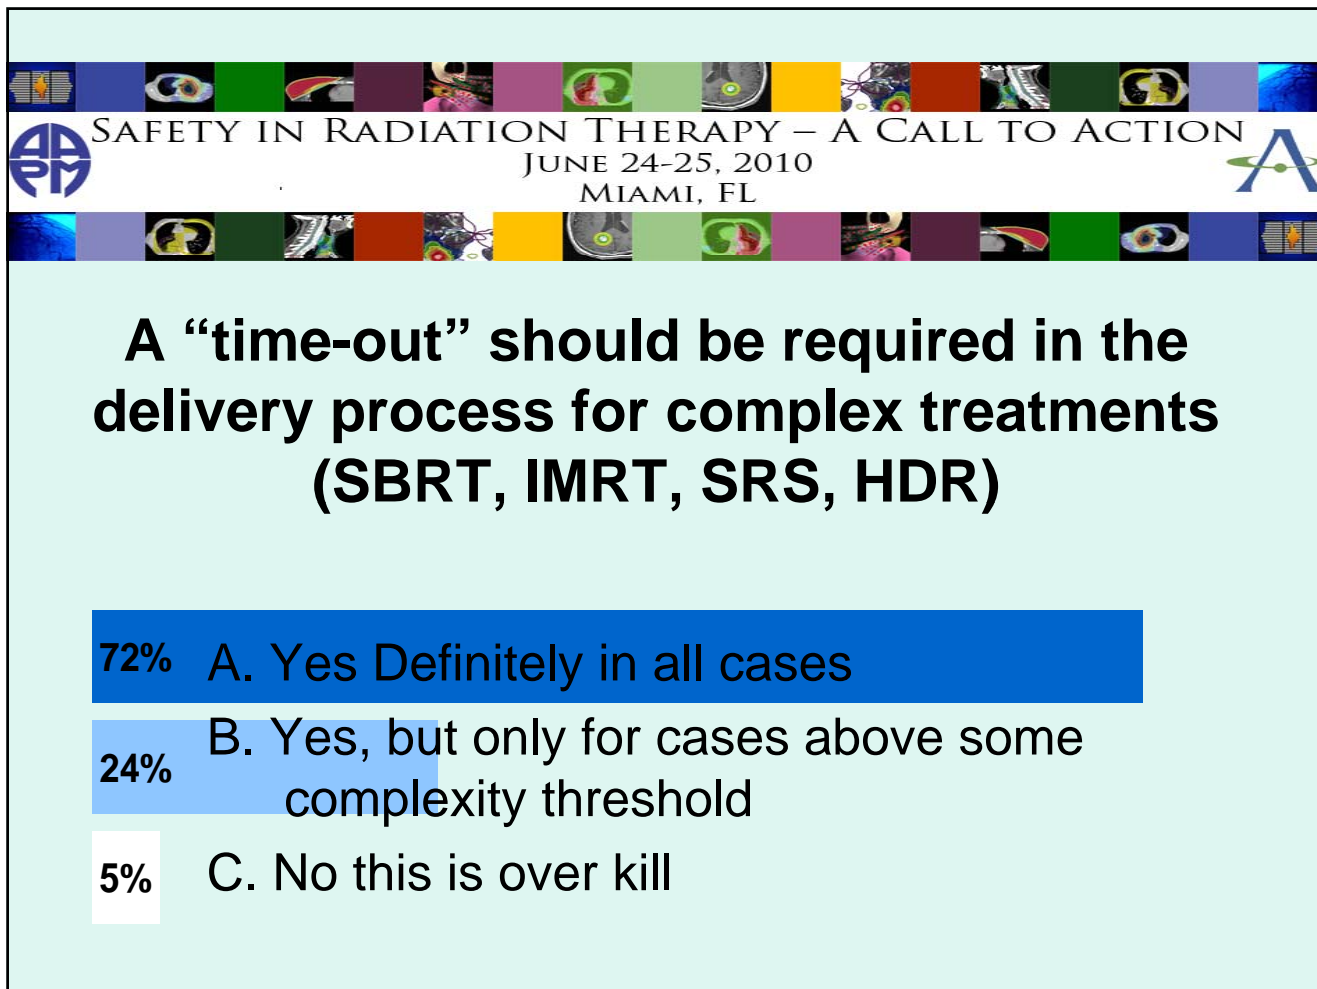 SAFETY IN RADIATION THERAPY – A CALL TO ACTION
JUNE 24-25, 2010
MIAMI, FL
AAPM
A “time-out” should be required in the
delivery process for complex treatments
(SBRT, IMRT, SRS, HDR)
72% A. Yes Definitely in all cases
24% B. Yes, but only for cases above some
complexity threshold
5% C. No this is over kill